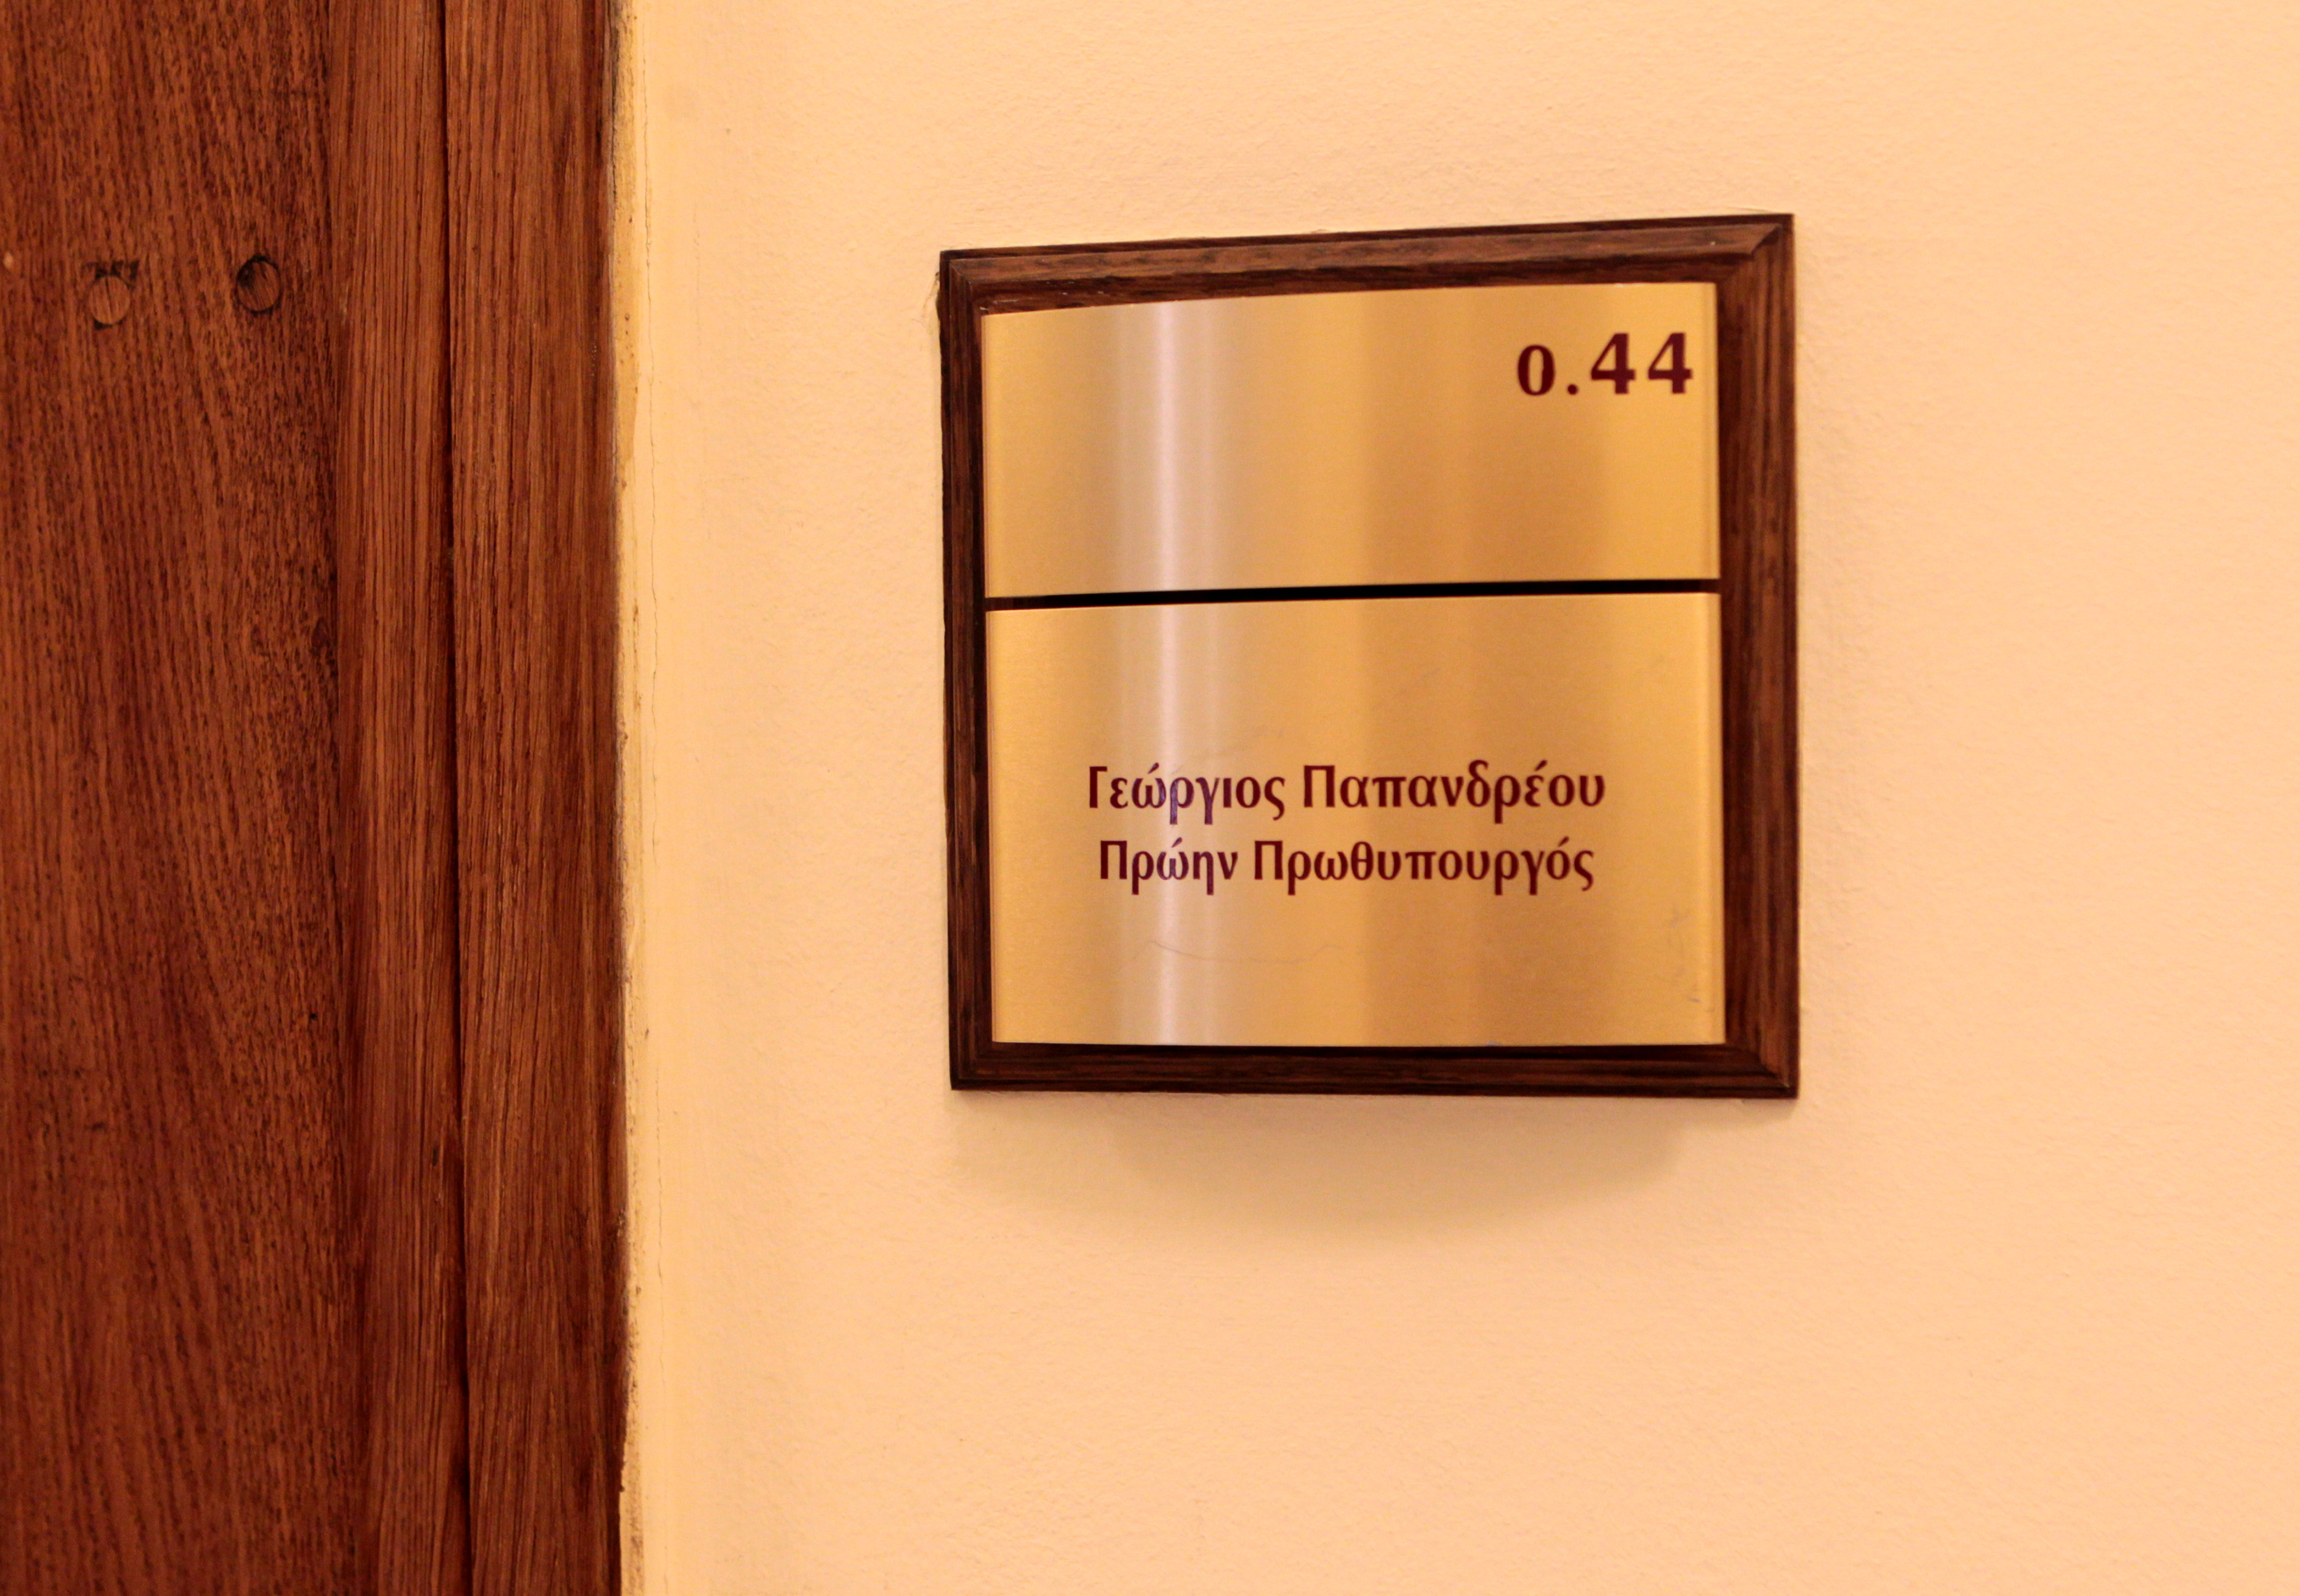 0.44
Γεώργιος Παπανδρέου
Πρώην Πρωθυπουργός